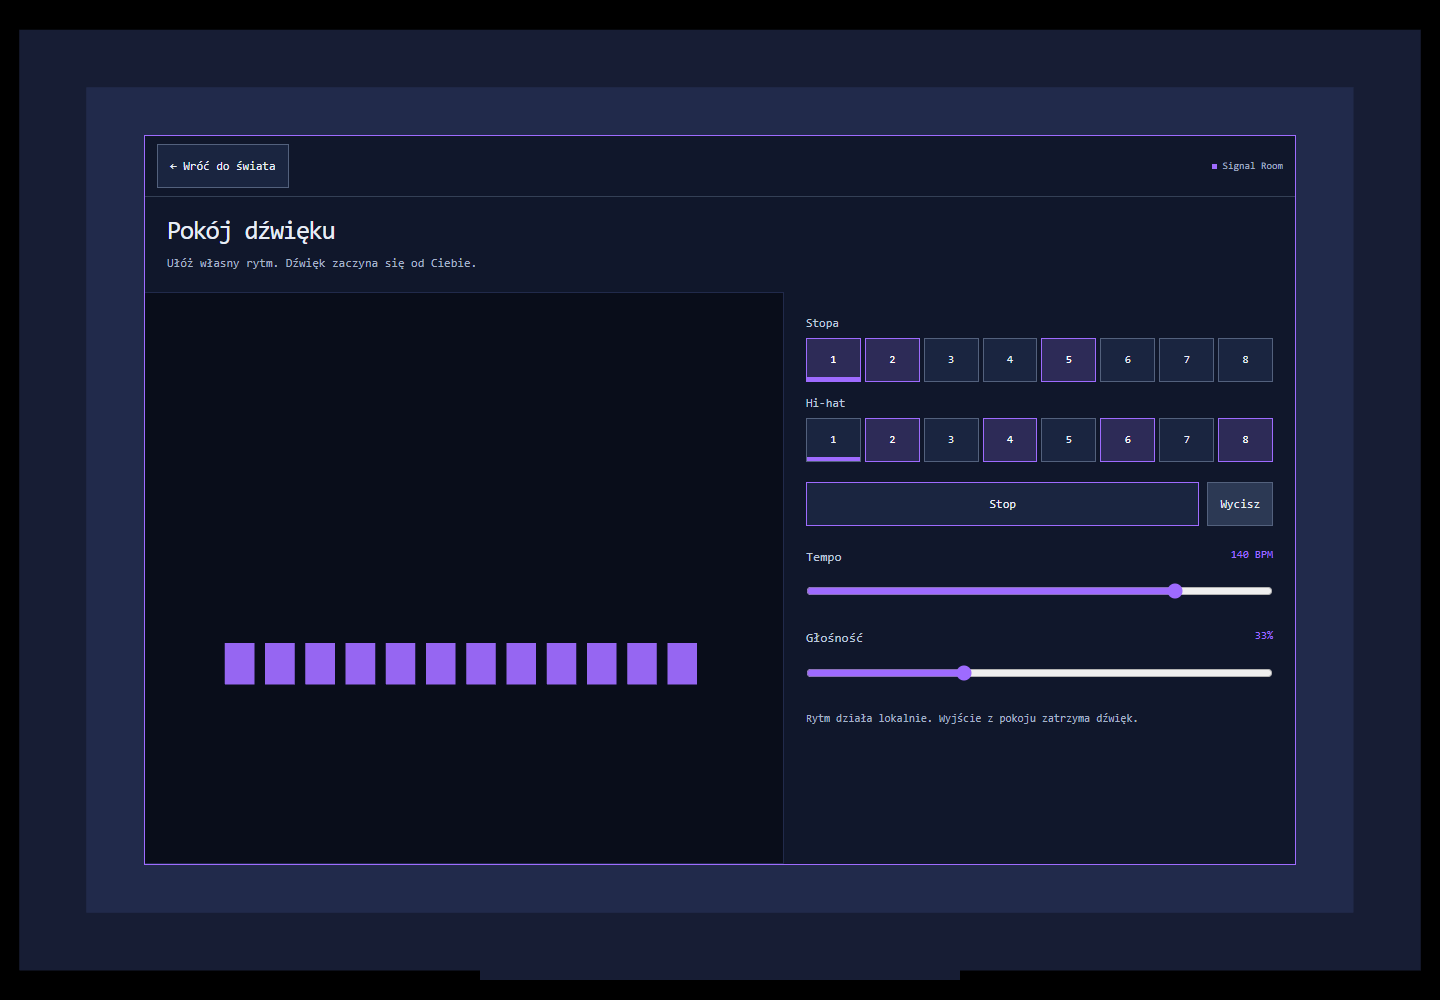 ← Wróć do świata
Signal Room
Pokój dźwięku
Ułóż własny rytm. Dźwięk zaczyna się od Ciebie.
Stopa
1 2 3 4 5 6 7 8
Hi-hat
1 2 3 4 5 6 7 8
Stop Wycisz
Tempo 140 BPM
Głośność 33%
Rytm działa lokalnie. Wyjście z pokoju zatrzyma dźwięk.